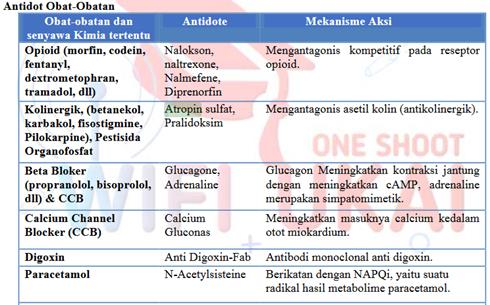 Antidot Obat-Obatan
Obat-obatan dan senyawa Kimia tertentu | Antidote | Mekanisme Aksi
Opioid (morfin, codein, | Nalokson, | Mengantagonis kompetitif pada reseptor
fentanyl, | naltrexone, | opioid.
dextrometophran, | Nalmefene,
tramadol, dll) | Diprenorfin
Kolinergik, (betanekol, | Atropin sulfat, | Mengantagonis asetil kolin (antikolinergik).
karbakol, fisostigmine, | Pralidoksim
Pilokarpine), Pestisida
Organofosfat
Beta Bloker | Glucagone, | Glucagon Meningkatkan kontraksi jantung
(propranolol, bisoprolol, | Adrenaline | dengan meningkatkan cAMP, adrenaline
dll) & CCB | merupakan simpatomimetik.
Calcium Channel | Calcium | Meningkatkan masuknya calcium kedalam
Blocker (CCB) | Gluconas | otot miokardium.
Digoxin | Anti Digoxin-Fab | Antibodi monoclonal anti digoxin.
Paracetamol | N-Acetylsisteine | Berikatan dengan NAPQi, yaitu suatu
radikal hasil metabolime paracetamol.
ONE SHOOT
WIFI UKAI